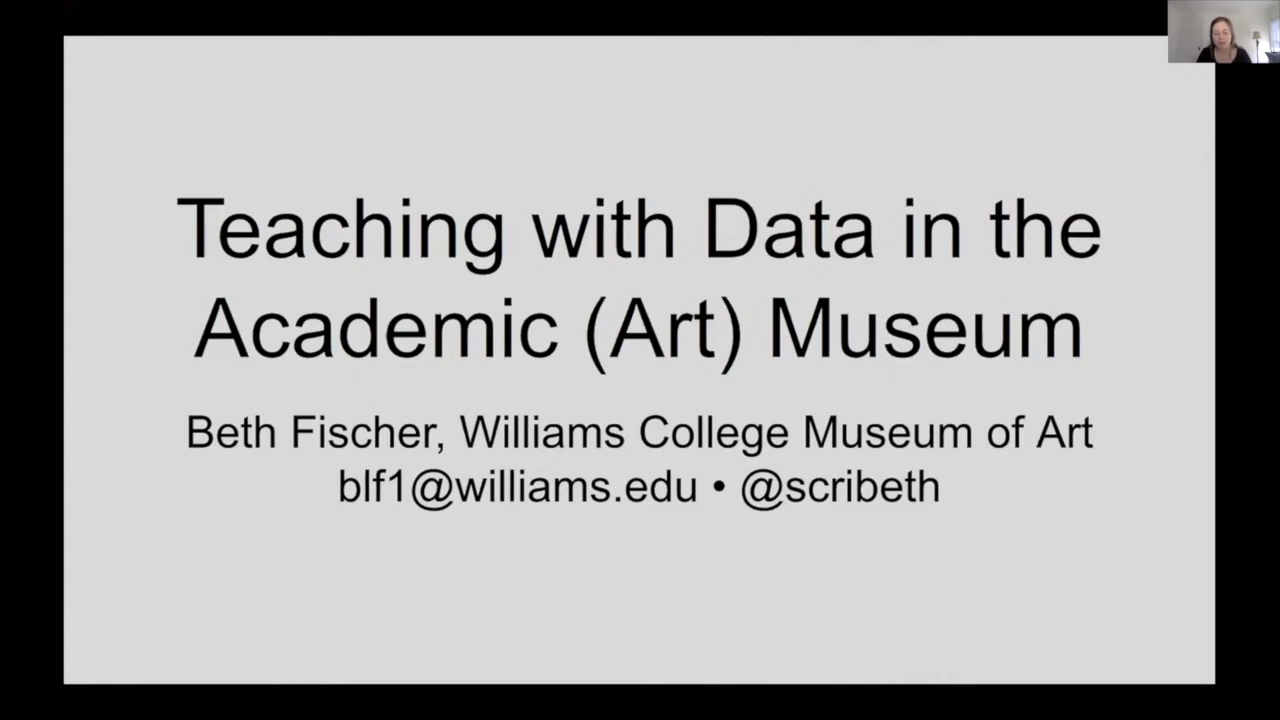 Teaching with Data in the
Academic (Art) Museum
Beth Fischer, Williams College Museum of Art
blf1@williams.edu • @scribeth